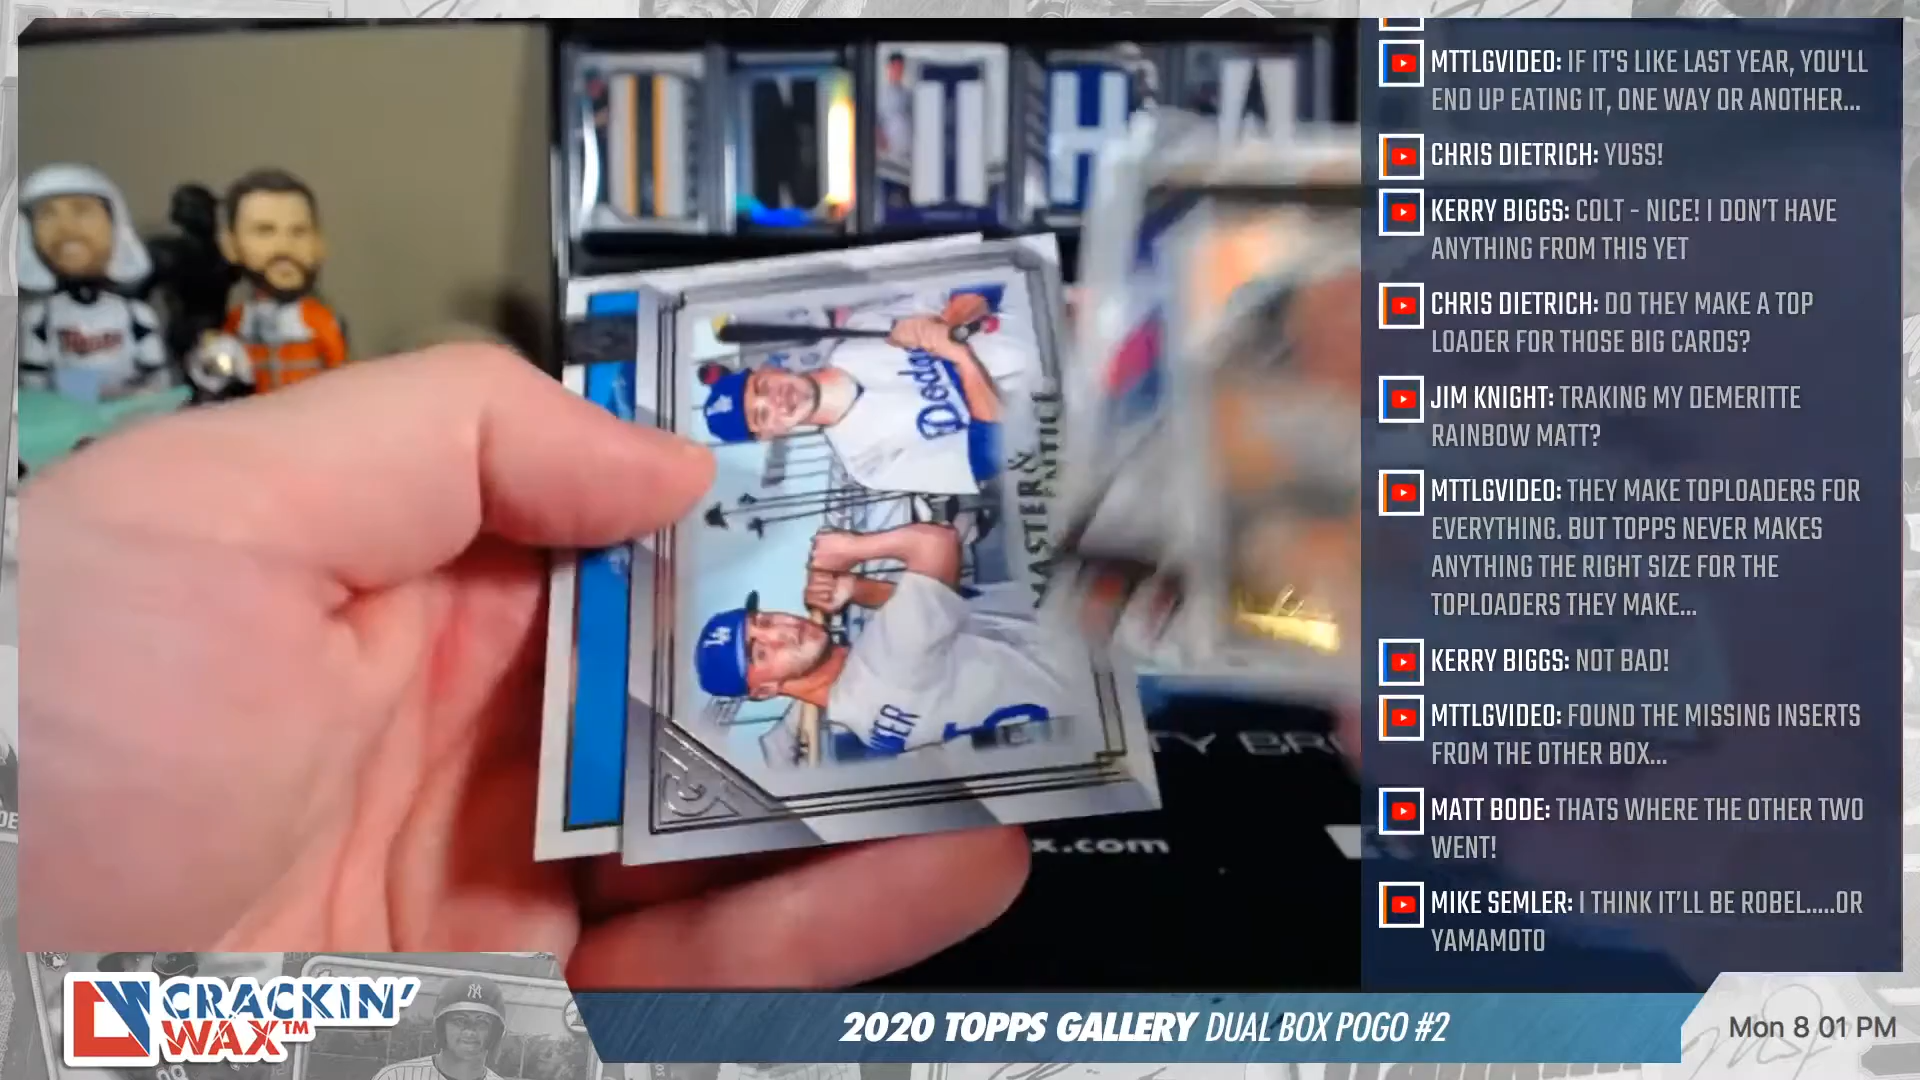 MTTLGVIDEO: IF IT'S LIKE LAST YEAR, YOU'LL
END UP EATING IT, ONE WAY OR ANOTHER...
CHRIS DIETRICH: YUSS!
KERRY BIGGS: COLT - NICE! I DON'T HAVE
ANYTHING FROM THIS YET
CHRIS DIETRICH: DO THEY MAKE A TOP
LOADER FOR THOSE BIG CARDS?
JIM KNIGHT: TRAKING MY DEMERITTE
RAINBOW MATT?
MTTLGVIDEO: THEY MAKE TOPLOADERS FOR
EVERYTHING. BUT TOPPS NEVER MAKES
ANYTHING THE RIGHT SIZE FOR THE
TOPLOADERS THEY MAKE...
KERRY BIGGS: NOT BAD!
MTTLGVIDEO: FOUND THE MISSING INSERTS
FROM THE OTHER BOX...
MATT BODE: THATS WHERE THE OTHER TWO
WENT!
MIKE SEMLER: I THINK IT'LL BE ROBEL.....OR
YAMAMOTO
MASTER &
x.com
CRACKIN'
WAX™
2020 TOPPS GALLERY DUAL BOX POGO #2
Mon 8 01 PM